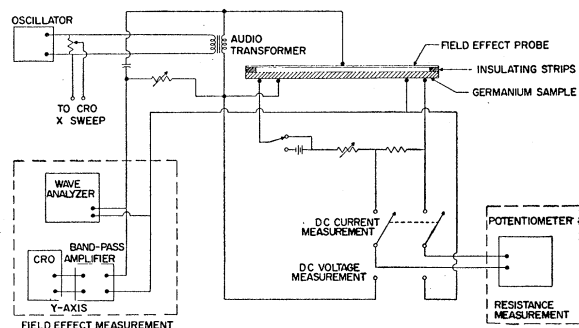 OSCILLATOR
AUDIO
TRANSFORMER
FIELD EFFECT PROBE
INSULATING STRIPS
GERMANIUM SAMPLE
TO CRO
X SWEEP
WAVE
ANALYZER
BAND-PASS
AMPLIFIER
CRO
Y-AXIS
FIELD EFFECT MEASUREMENT
DC CURRENT
MEASUREMENT
DC VOLTAGE
MEASUREMENT
POTENTIOMETER
RESISTANCE
MEASUREMENT